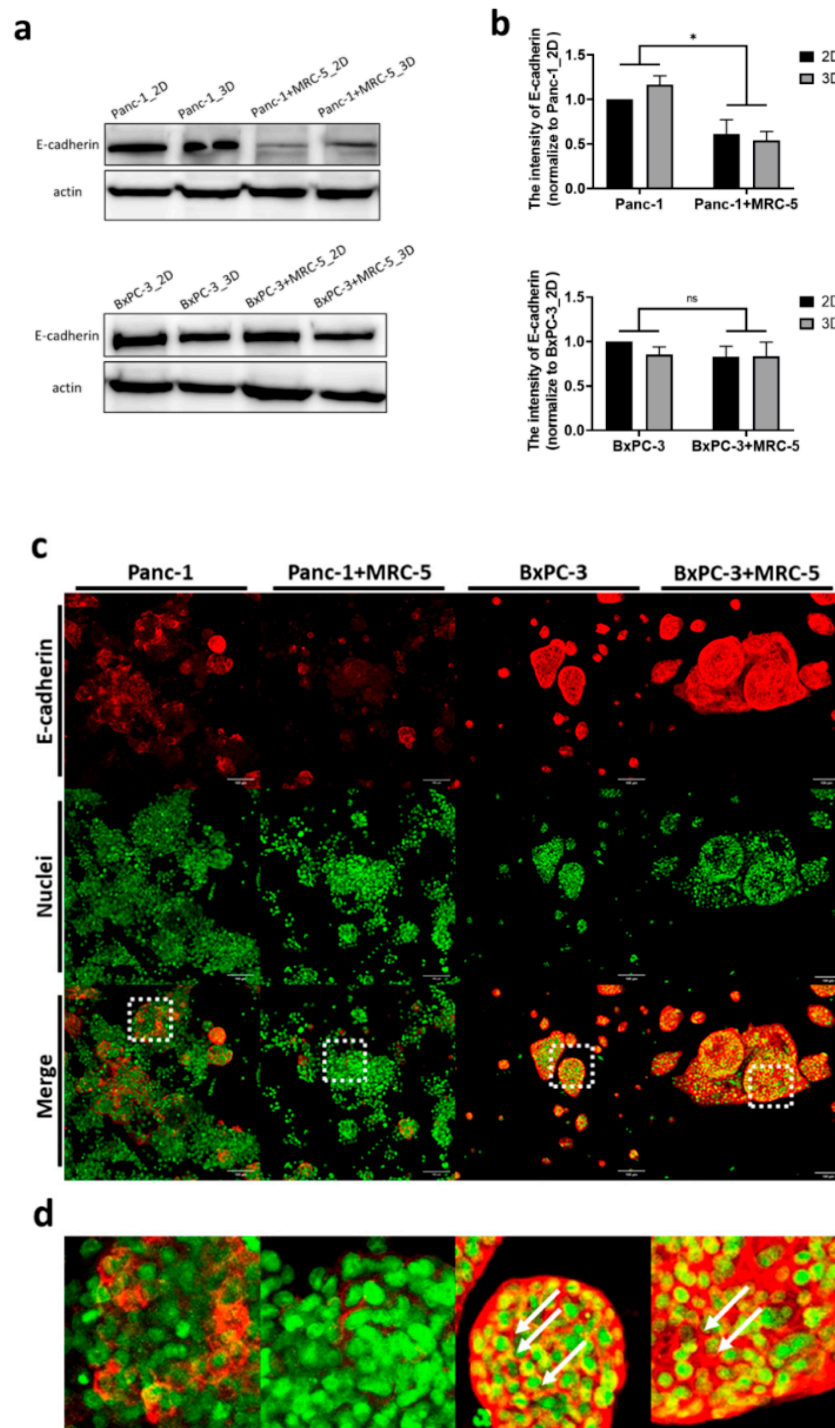 a
Panc-1_2D
Panc-1_3D
Panc-1+MRC-5_2D
Panc-1+MRC-5_3D
E-cadherin
actin
BxPC-3_2D
BxPC-3_3D
BxPC-3+MRC-5_2D
BxPC-3+MRC-5_3D
E-cadherin
actin
b
The intensity of E-cadherin
(normalize to Panc-1_2D)
1.5
1.0
0.5
0.0
*
2D
3D
Panc-1
Panc-1+MRC-5
The intensity of E-cadherin
(normalize to BxPC-3_2D)
1.5
1.0
0.5
0.0
ns
2D
3D
BxPC-3
BxPC-3+MRC-5
c
Panc-1
Panc-1+MRC-5
BxPC-3
BxPC-3+MRC-5
E-cadherin
Nuclei
Merge
d